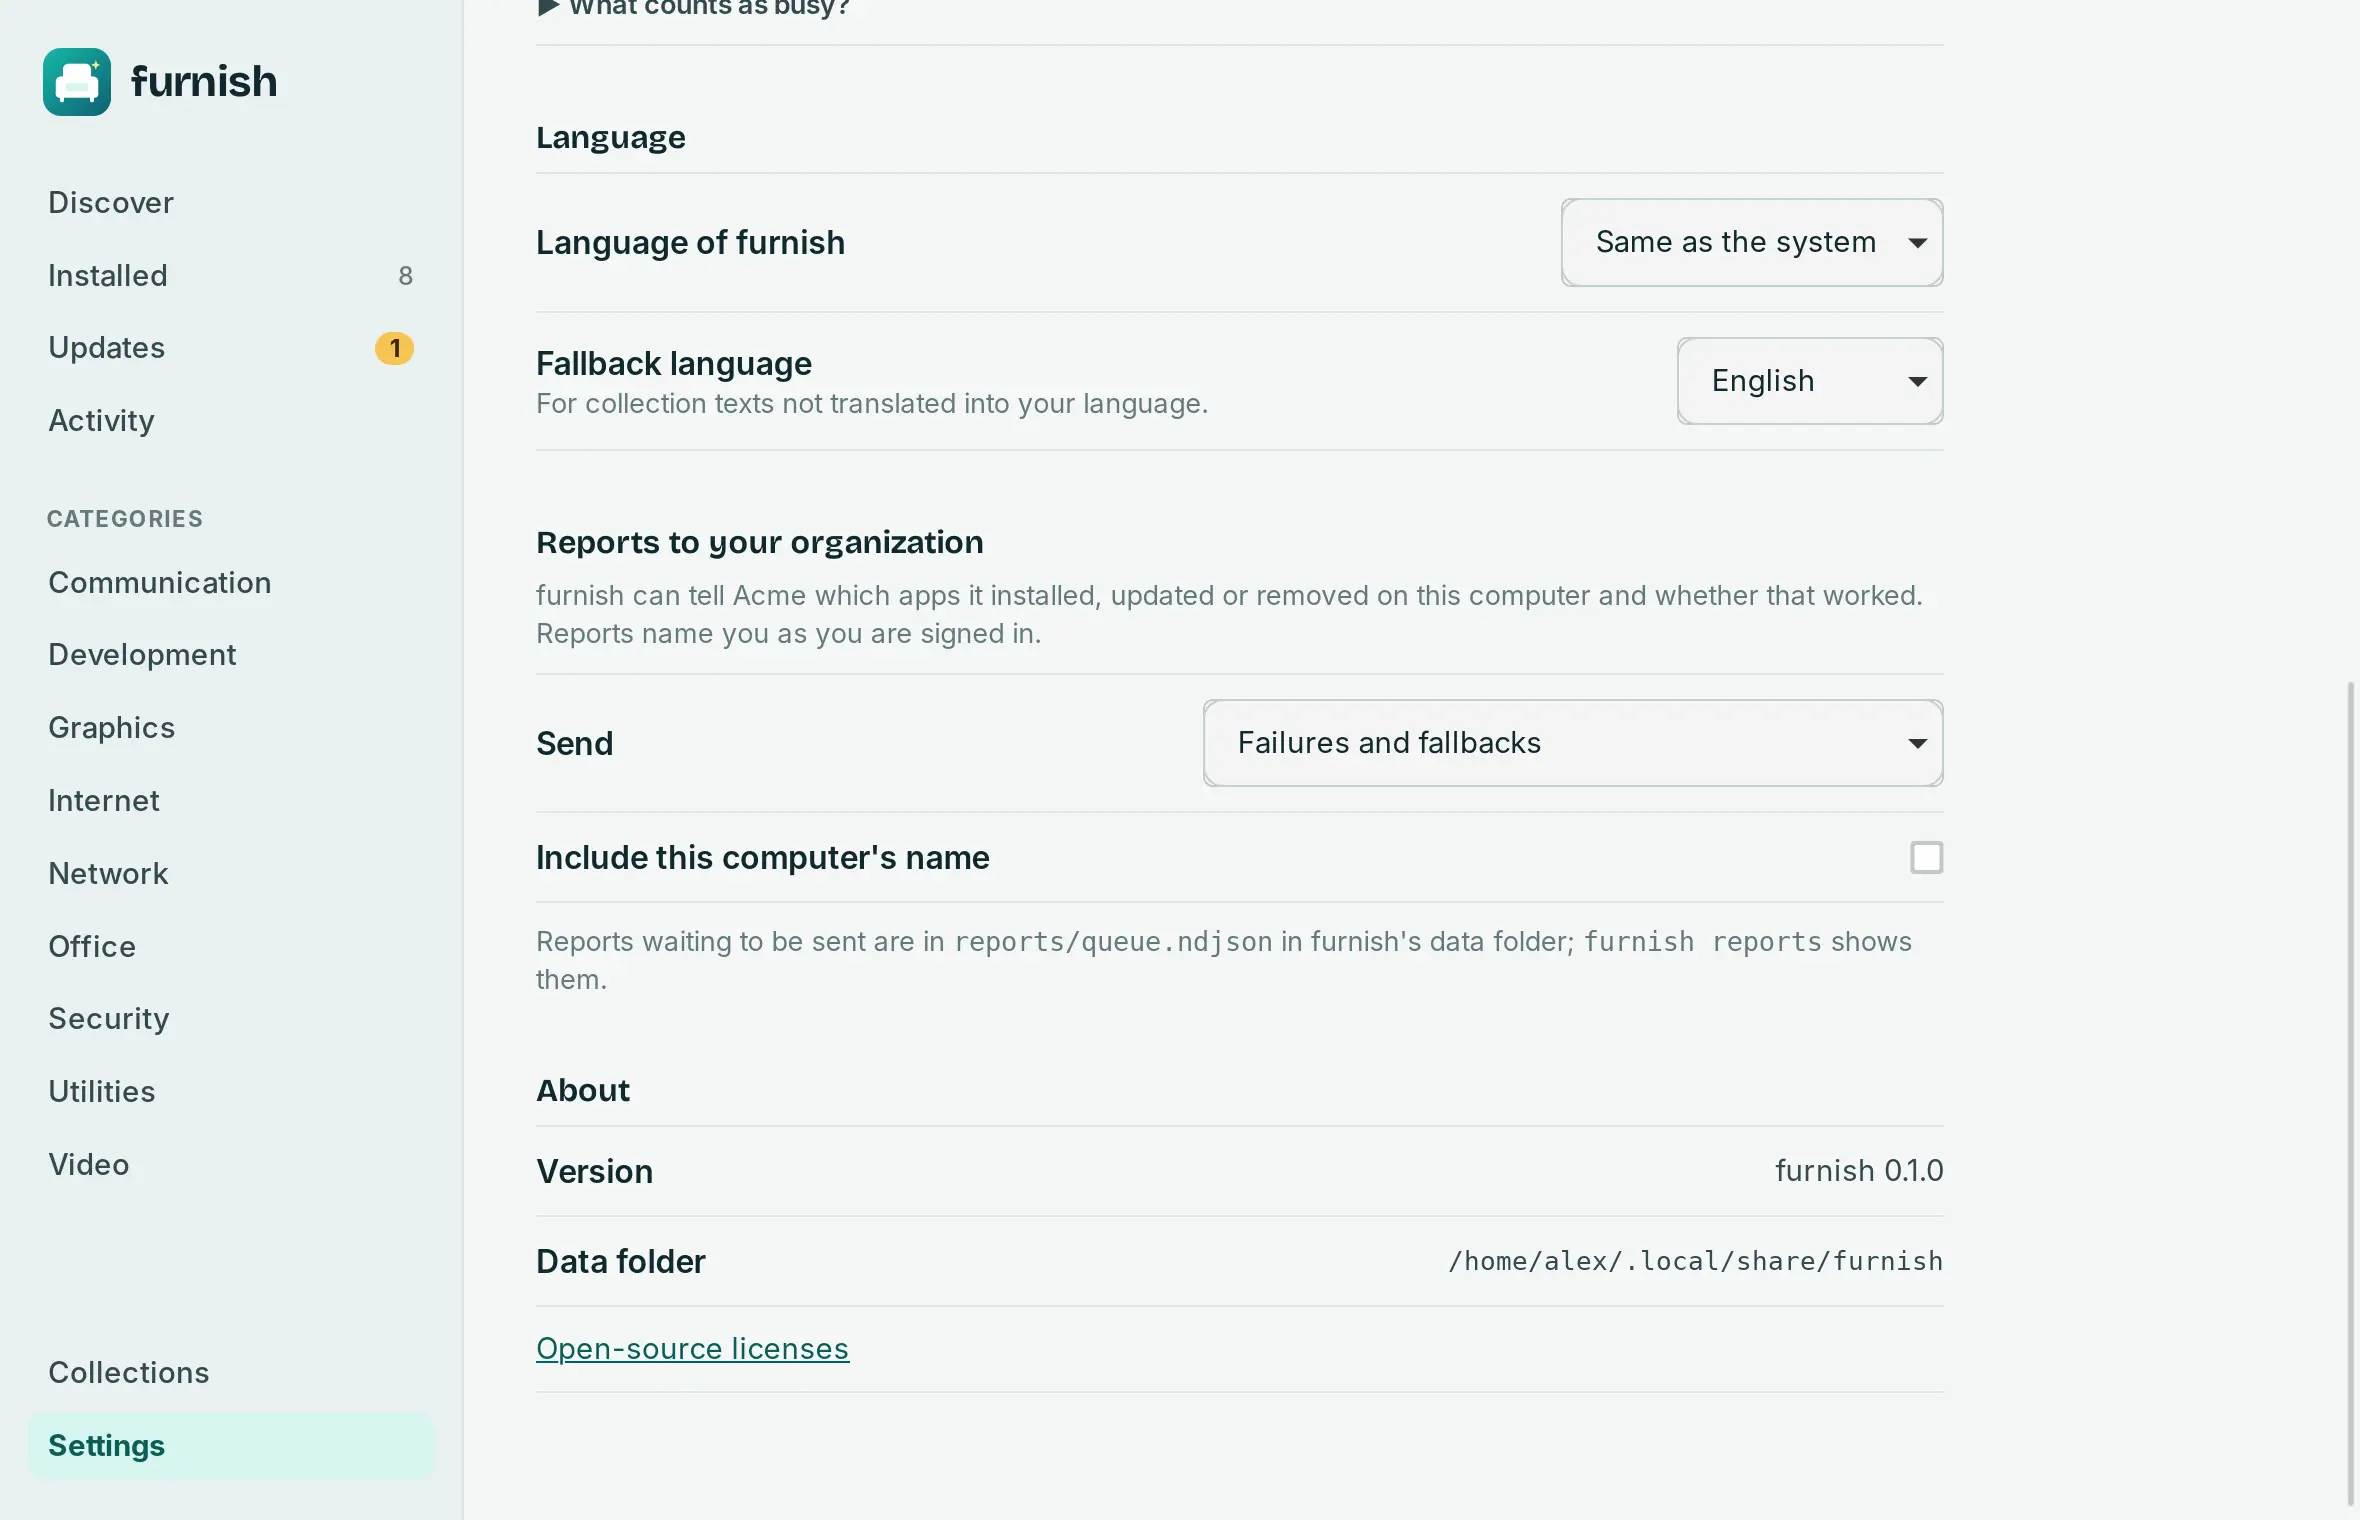 furnish
Discover
Installed 8
Updates 1
Activity
CATEGORIES
Communication
Development
Graphics
Internet
Network
Office
Security
Utilities
Video
Collections
Settings
What counts as busy?
Language
Language of furnish
Same as the system
Fallback language
For collection texts not translated into your language.
English
Reports to your organization
furnish can tell Acme which apps it installed, updated or removed on this computer and whether that worked.
Reports name you as you are signed in.
Send
Failures and fallbacks
Include this computer's name
Reports waiting to be sent are in reports/queue.ndjson in furnish's data folder; furnish reports shows
them.
About
Version
furnish 0.1.0
Data folder
/home/alex/.local/share/furnish
Open-source licenses